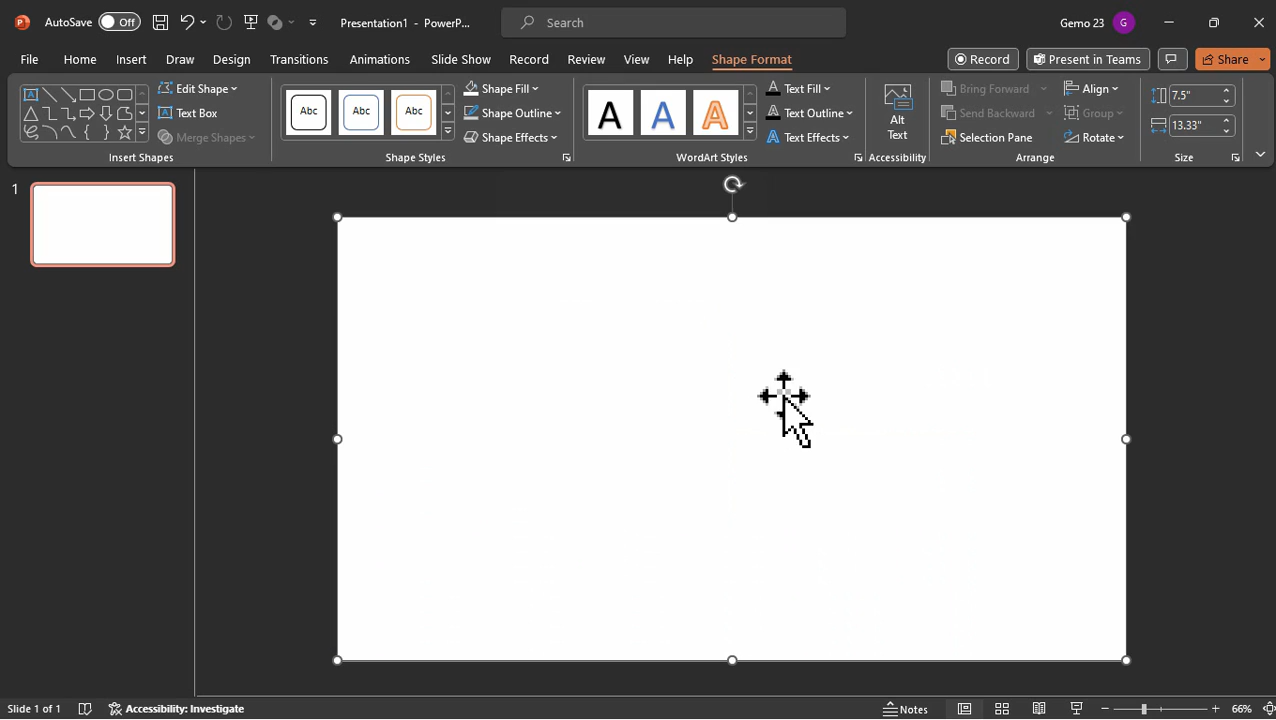 AutoSave Off Presentation1 - PowerP... Search Gemo 23 G
File Home Insert Draw Design Transitions Animations Slide Show Record Review View Help Shape Format Record Present in Teams Share
Edit Shape Abc Abc Abc Shape Fill A A A Text Fill Alt Text Bring Forward Align 7.5"
Text Box Shape Outline Text Outline Send Backward Group 13.33"
Merge Shapes Shape Effects Text Effects Selection Pane Rotate
Insert Shapes Shape Styles WordArt Styles Accessibility Arrange Size
1
Slide 1 of 1 Accessibility: Investigate Notes 66%